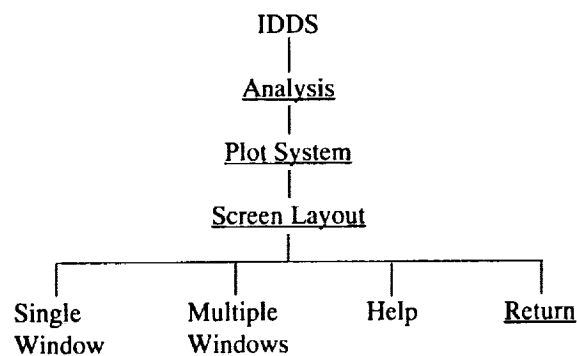 IDDS
Analysis
Plot System
Screen Layout
Single Window
Multiple Windows
Help
Return